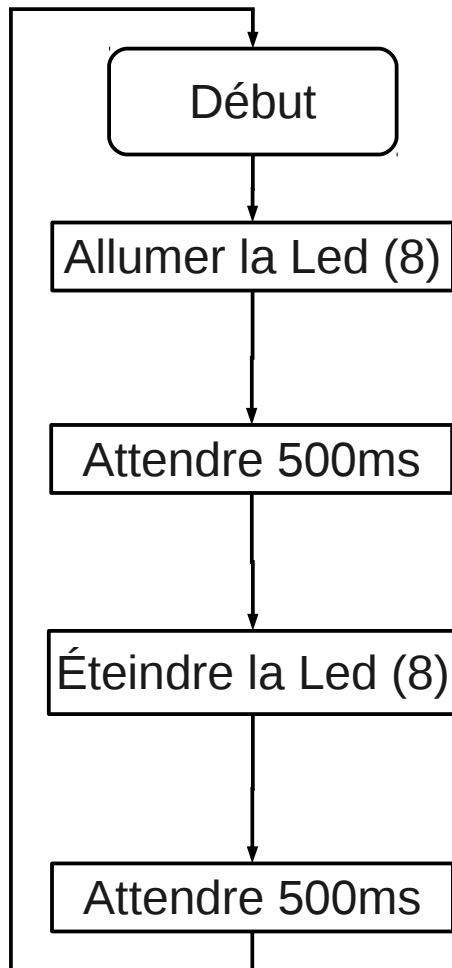 Début
Allumer la Led (8)
Attendre 500ms
Éteindre la Led (8)
Attendre 500ms